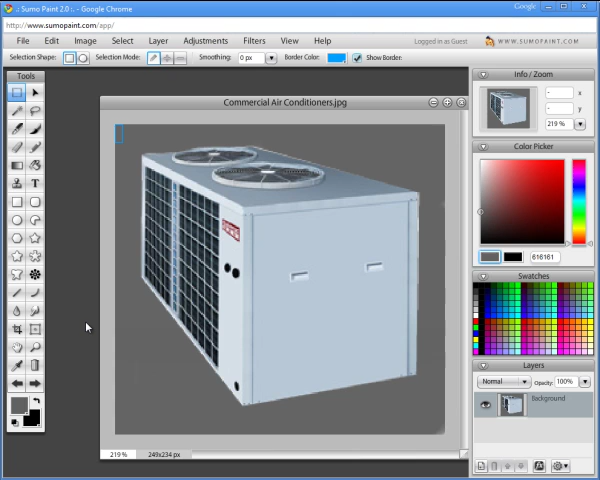 .: Sumo Paint 2.0 :. - Google Chrome
Google
http://www.sumopaint.com/app/
File Edit Image Select Layer Adjustments Filters View Help
Logged in as Guest
WWW.SUMOPAINT.COM
Selection Shape: Selection Mode: Smoothing: 0 px Border Color: Show Border:
Tools
Commercial Air Conditioners.jpg
219 % 249x234 px
Info / Zoom
- x
- y
219 %
Color Picker
616161
Swatches
Layers
Normal Opacity: 100%
Background